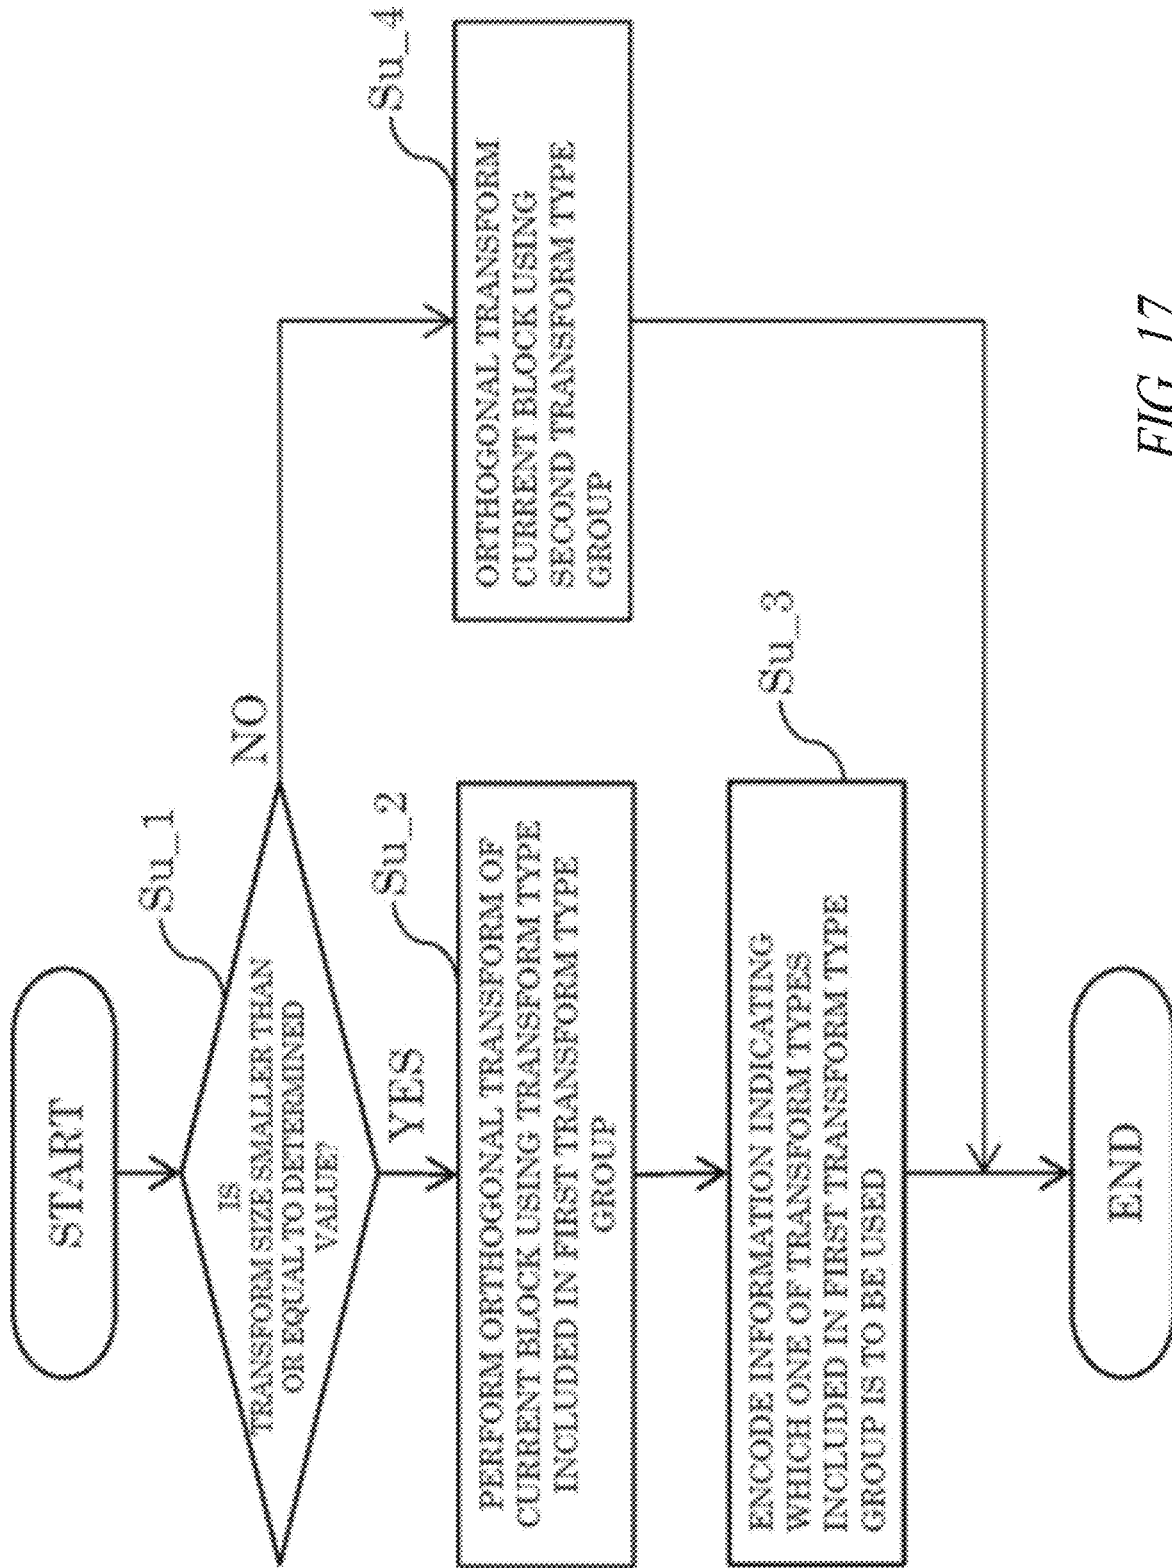 START
Su_1
IS
TRANSFORM SIZE SMALLER THAN
OR EQUAL TO DETERMINED
VALUE?
NO
YES
Su_2
PERFORM ORTHOGONAL TRANSFORM OF
CURRENT BLOCK USING TRANSFORM TYPE
INCLUDED IN FIRST TRANSFORM TYPE
GROUP
Su_4
ORTHOGONAL TRANSFORM
CURRENT BLOCK USING
SECOND TRANSFORM TYPE
GROUP
Su_3
ENCODE INFORMATION INDICATING
WHICH ONE OF TRANSFORM TYPES
INCLUDED IN FIRST TRANSFORM TYPE
GROUP IS TO BE USED
END
FIG. 17